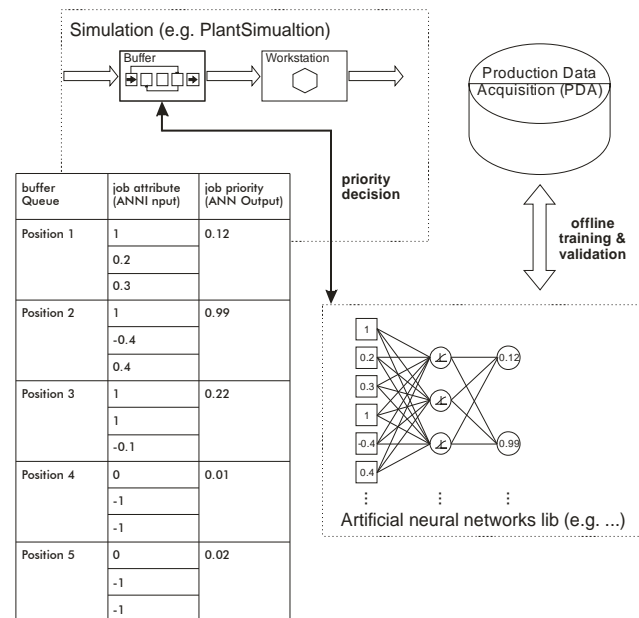 Simulation (e.g. PlantSimualtion)
Buffer
Workstation
Production Data
Acquisition (PDA)
priority
decision
offline
training &
validation
buffer
Queue
job attribute
(ANNI nput)
job priority
(ANN Output)
Position 1
1
0.12
0.2
0.3
Position 2
1
0.99
-0.4
0.4
Position 3
1
0.22
1
-0.1
Position 4
0
0.01
-1
-1
Position 5
0
0.02
-1
-1
1
0.2
0.12
0.3
1
-0.4
0.99
0.4
Artificial neural networks lib (e.g. ...)